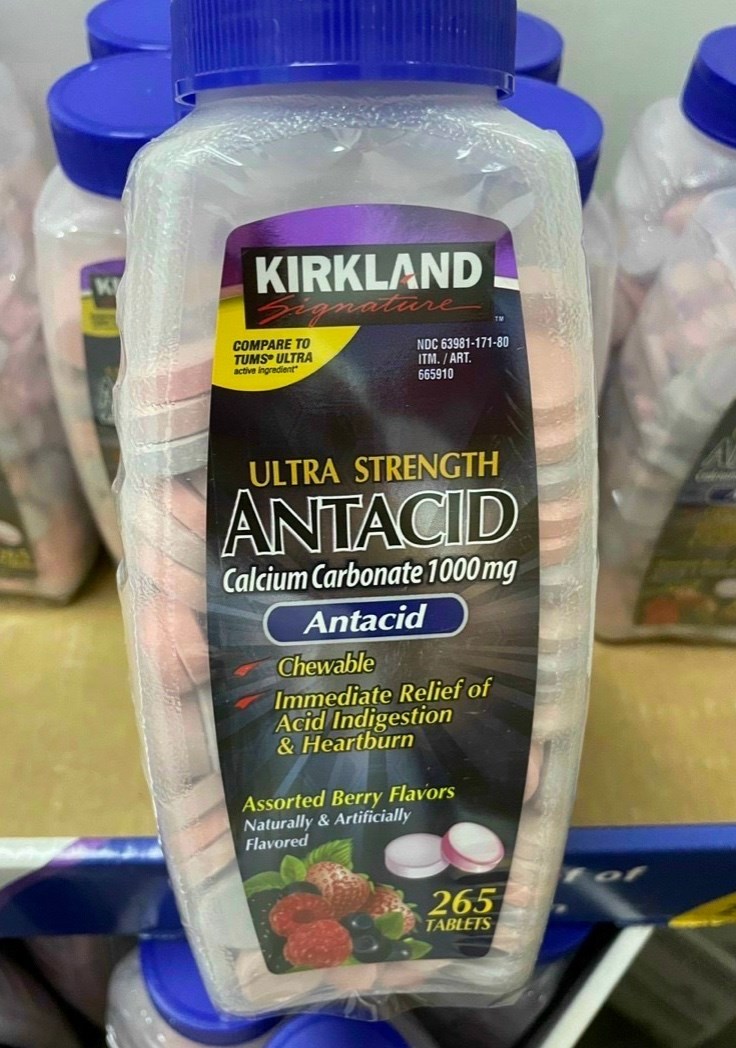 KIRKLAND
Signature
TM
COMPARE TO
TUMS® ULTRA
active ingredient*
NDC 63981-171-80
ITM. / ART.
665910
ULTRA STRENGTH
ANTACID
Calcium Carbonate 1000 mg
Antacid
Chewable
Immediate Relief of
Acid Indigestion
& Heartburn
Assorted Berry Flavors
Naturally & Artificially
Flavored
265
TABLETS
of